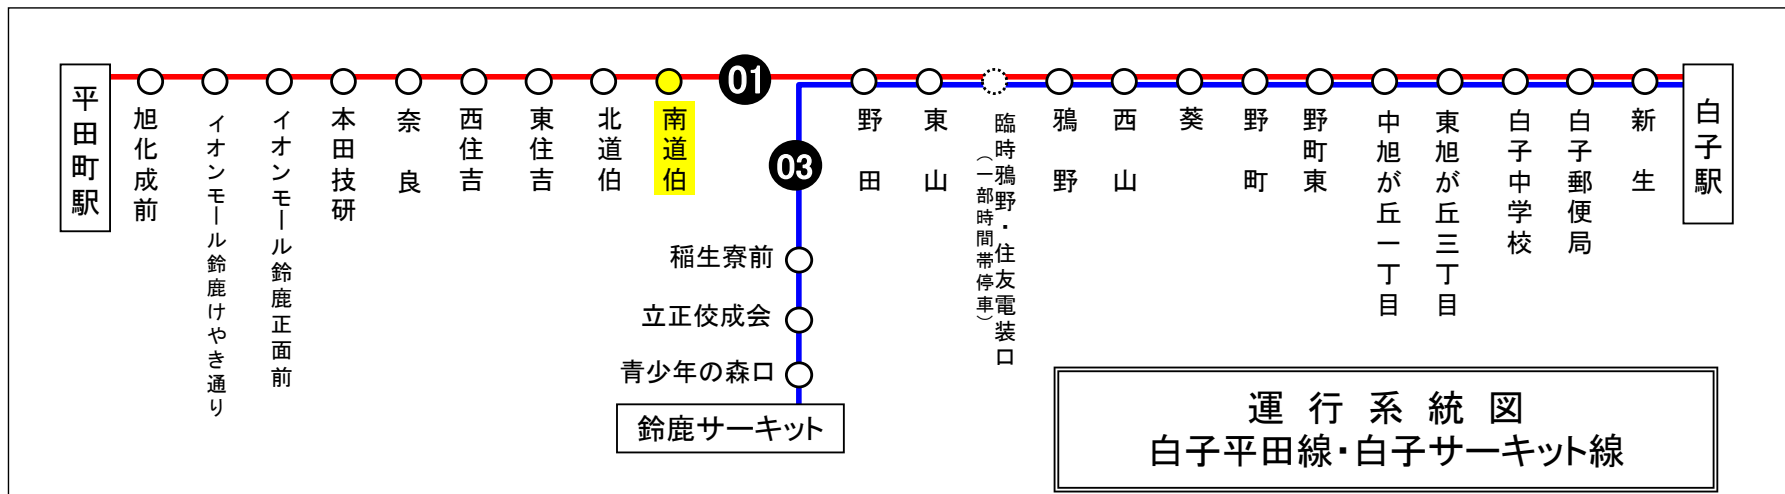 平田町駅
旭化成前
イオンモール鈴鹿けやき通り
イオンモール鈴鹿正面前
本田技研
奈良
西住吉
東住吉
北道伯
南道伯
01
03
野田
東山
臨時鴉野・住友電装口
（一部時間帯停車）
鴉野
西山
葵
野町
野町東
中旭が丘一丁目
東旭が丘三丁目
白子中学校
白子郵便局
新生
白子駅
稲生寮前
立正佼成会
青少年の森口
鈴鹿サーキット
運行系統図
白子平田線・白子サーキット線